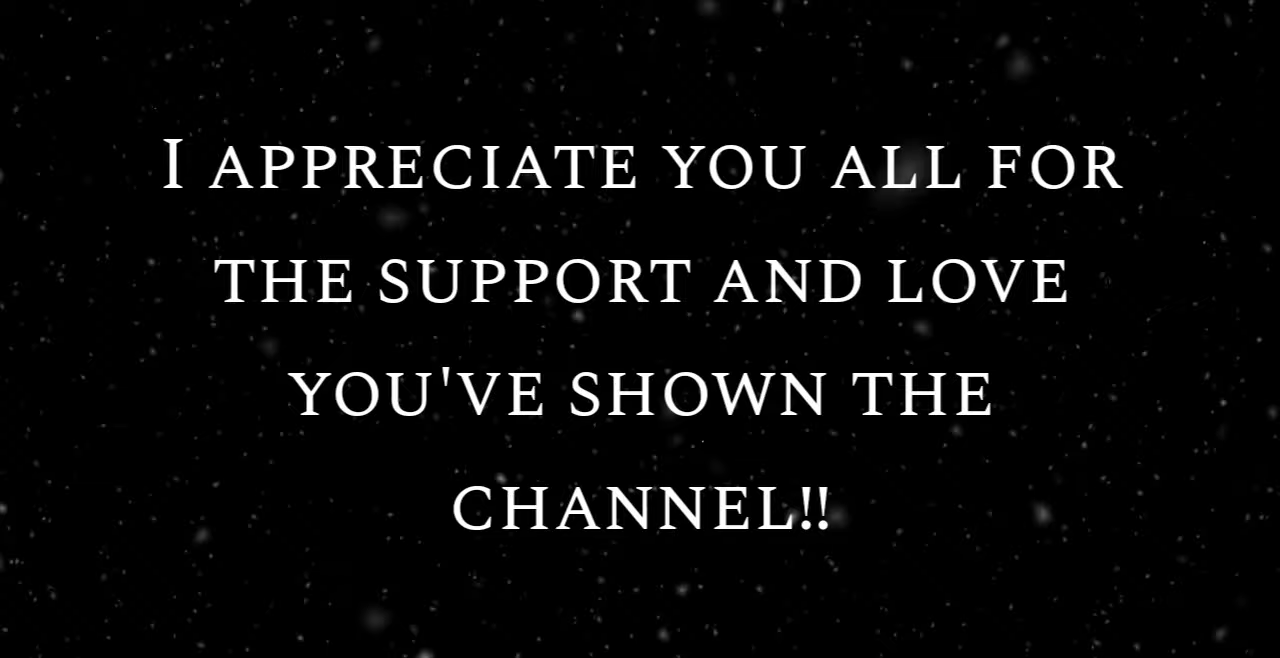 I appreciate you all for
the support and love
you've shown the
channel!!